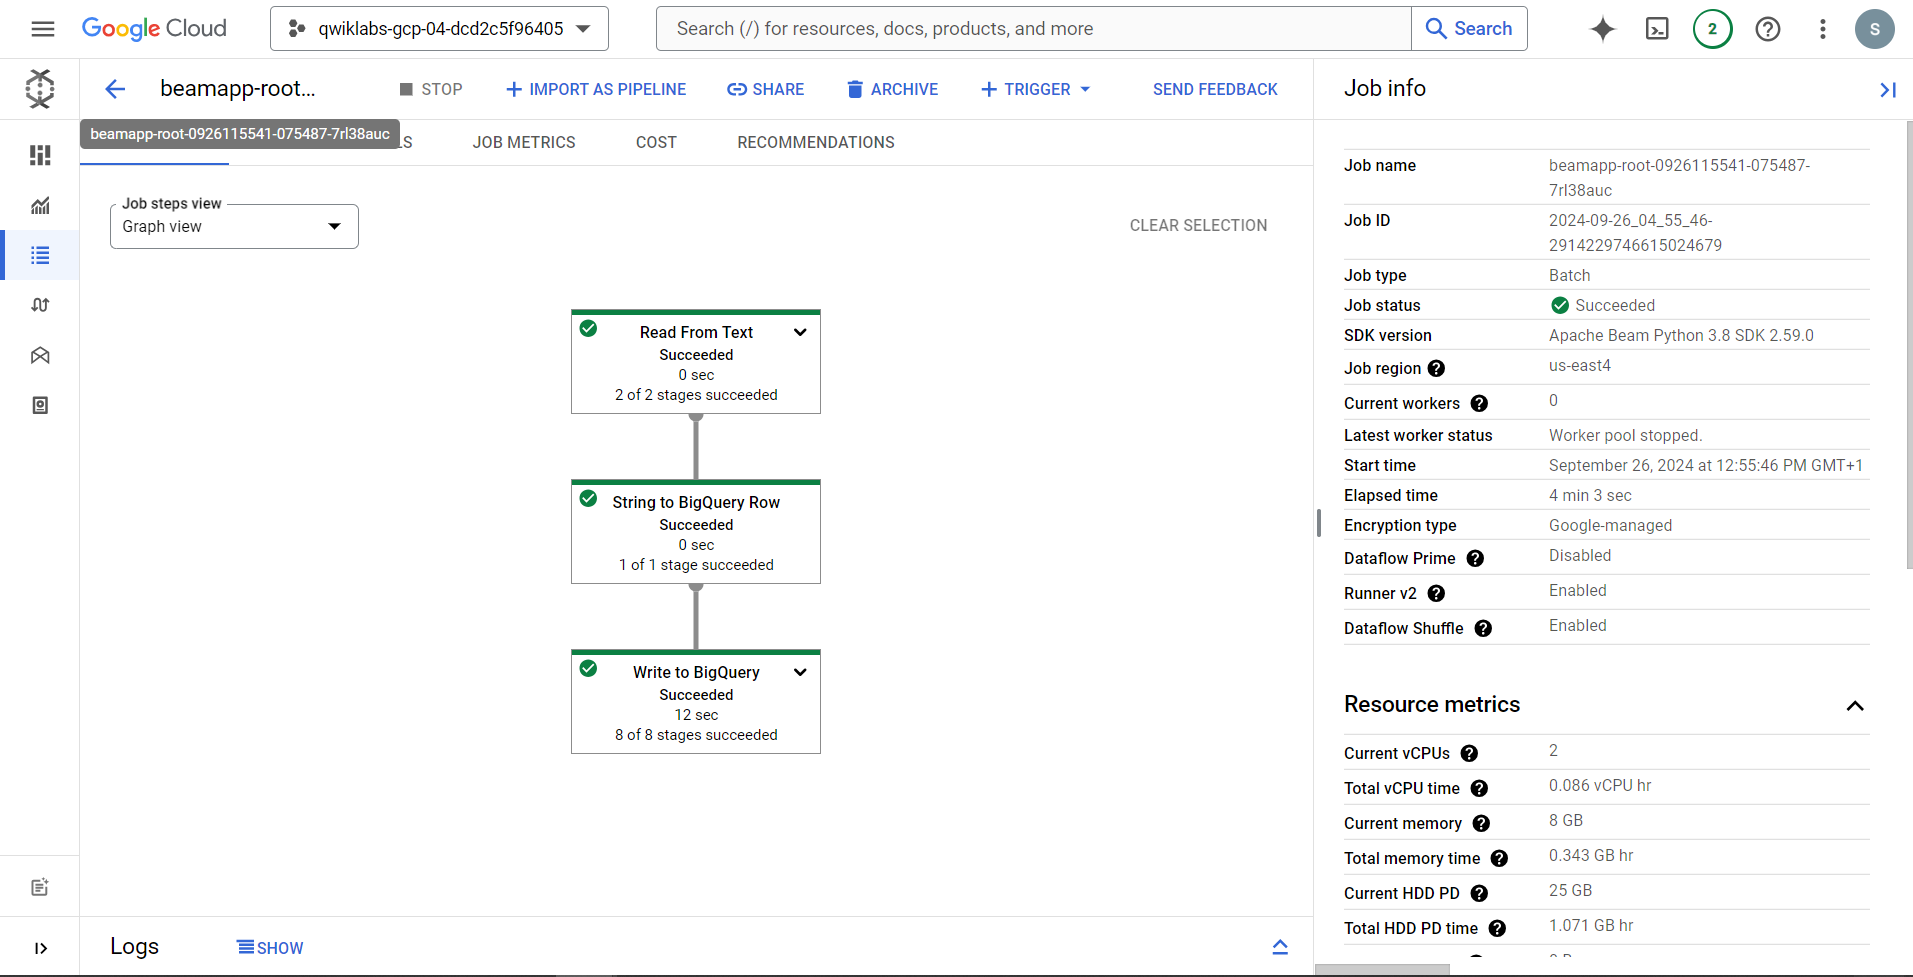 Google Cloud
qwiklabs-gcp-04-dcd2c5f96405
Search (/) for resources, docs, products, and more
Search
2
S
beamapp-root...
STOP
IMPORT AS PIPELINE
SHARE
ARCHIVE
TRIGGER
SEND FEEDBACK
beamapp-root-0926115541-075487-7rl38auc
LS
JOB METRICS
COST
RECOMMENDATIONS
Job steps view
Graph view
CLEAR SELECTION
Read From Text
Succeeded
0 sec
2 of 2 stages succeeded
String to BigQuery Row
Succeeded
0 sec
1 of 1 stage succeeded
Write to BigQuery
Succeeded
12 sec
8 of 8 stages succeeded
Logs
SHOW
Job info
Job name
beamapp-root-0926115541-075487-
7rl38auc
Job ID
2024-09-26_04_55_46-
2914229746615024679
Job type
Batch
Job status
Succeeded
SDK version
Apache Beam Python 3.8 SDK 2.59.0
Job region
us-east4
Current workers
0
Latest worker status
Worker pool stopped.
Start time
September 26, 2024 at 12:55:46 PM GMT+1
Elapsed time
4 min 3 sec
Encryption type
Google-managed
Dataflow Prime
Disabled
Runner v2
Enabled
Dataflow Shuffle
Enabled
Resource metrics
Current vCPUs
2
Total vCPU time
0.086 vCPU hr
Current memory
8 GB
Total memory time
0.343 GB hr
Current HDD PD
25 GB
Total HDD PD time
1.071 GB hr